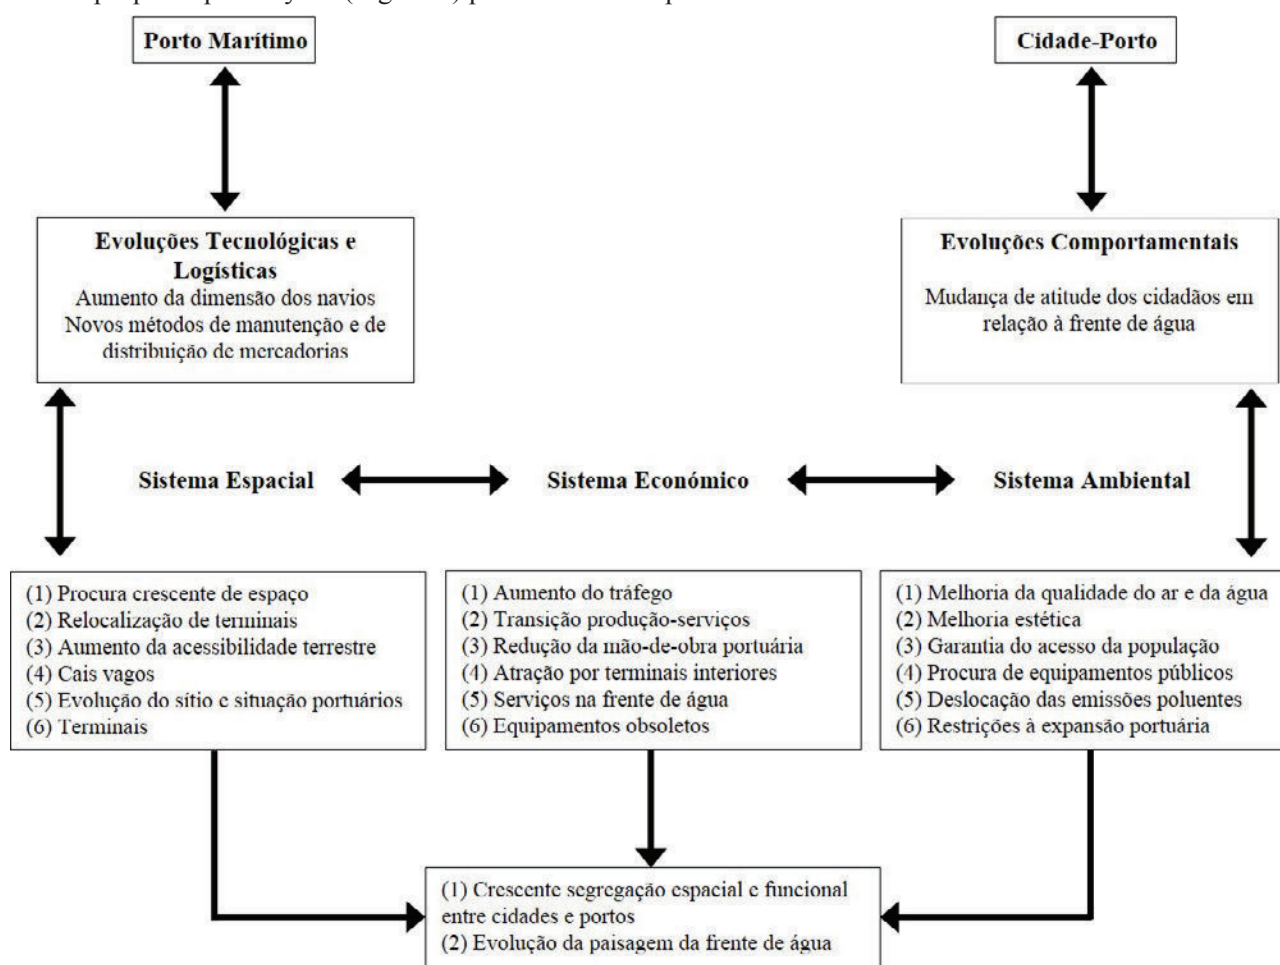 Porto Marítimo
Cidade-Porto
Evoluções Tecnológicas e
Logísticas
Aumento da dimensão dos navios
Novos métodos de manutenção e de
distribuição de mercadorias
Evoluções Comportamentais
Mudança de atitude dos cidadãos em
relação à frente de água
Sistema Espacial
Sistema Económico
Sistema Ambiental
(1) Procura crescente de espaço
(2) Relocalização de terminais
(3) Aumento da acessibilidade terrestre
(4) Cais vagos
(5) Evolução do sítio e situação portuários
(6) Terminais
(1) Aumento do tráfego
(2) Transição produção-serviços
(3) Redução da mão-de-obra portuária
(4) Atração por terminais interiores
(5) Serviços na frente de água
(6) Equipamentos obsoletos
(1) Melhoria da qualidade do ar e da água
(2) Melhoria estética
(3) Garantia do acesso da população
(4) Procura de equipamentos públicos
(5) Deslocação das emissões poluentes
(6) Restrições à expansão portuária
(1) Crescente segregação espacial e funcional
entre cidades e portos
(2) Evolução da paisagem da frente de água